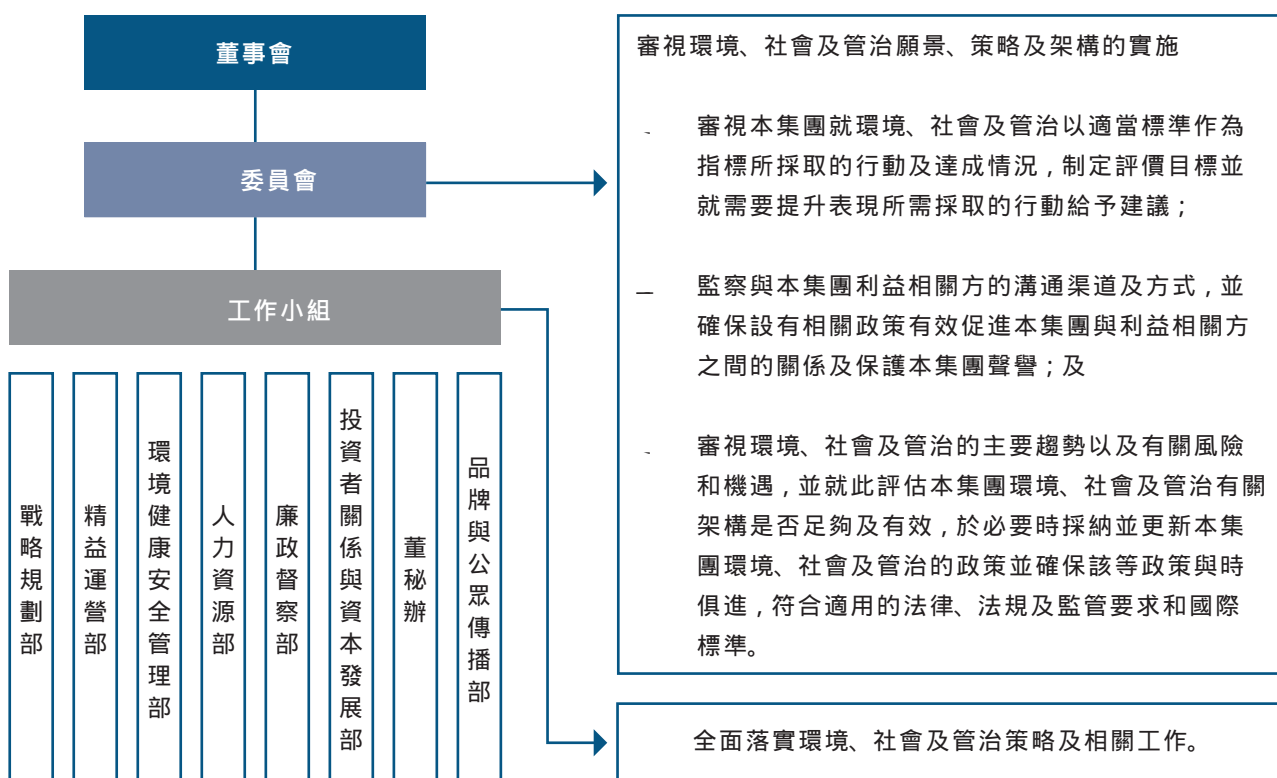 董事會
委員會
工作小組
戰略規劃部
精益運營部
環境健康安全管理部
人力資源部
廉政督察部
投資者關係與資本發展部
董秘辦
品牌與公眾傳播部
審視環境、社會及管治願景、策略及架構的實施
審視本集團就環境、社會及管治以適當標準作為
指標所採取的行動及達成情況，制定評價目標並
就需要提升表現所需採取的行動給予建議；
— 監察與本集團利益相關方的溝通渠道及方式，並
確保設有相關政策有效促進本集團與利益相關方
之間的關係及保護本集團聲譽；及
審視環境、社會及管治的主要趨勢以及有關風險
和機遇，並就此評估本集團環境、社會及管治有關
架構是否足夠及有效，於必要時採納並更新本集
團環境、社會及管治的政策並確保該等政策與時
俱進，符合適用的法律、法規及監管要求和國際
標準。
全面落實環境、社會及管治策略及相關工作。